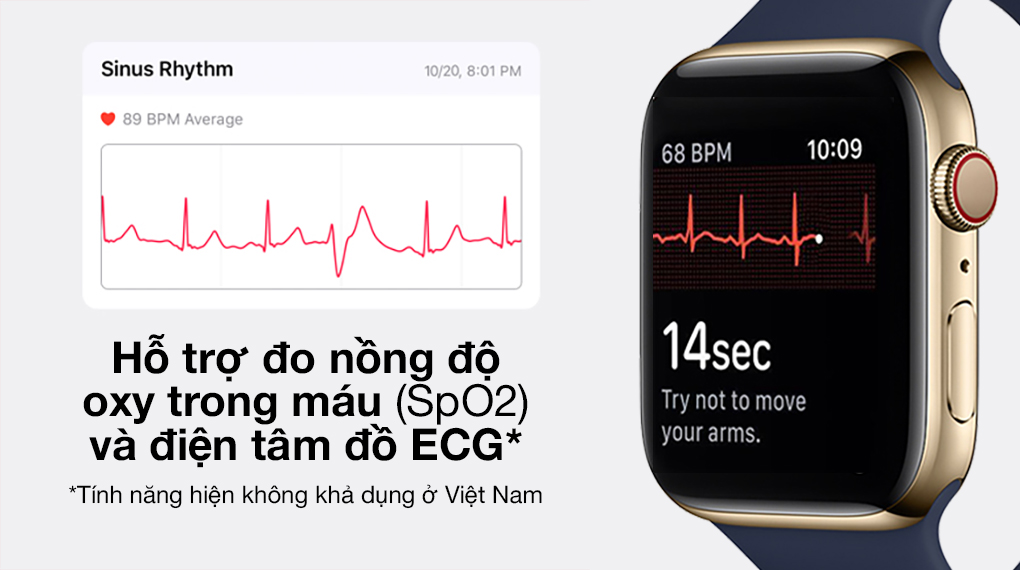 Sinus Rhythm
10/20, 8:01 PM
89 BPM Average
Hỗ trợ đo nồng độ
oxy trong máu (SpO2)
và điện tâm đồ ECG*
*Tính năng hiện không khả dụng ở Việt Nam
68 BPM
10:09
14sec
Try not to move
your arms.